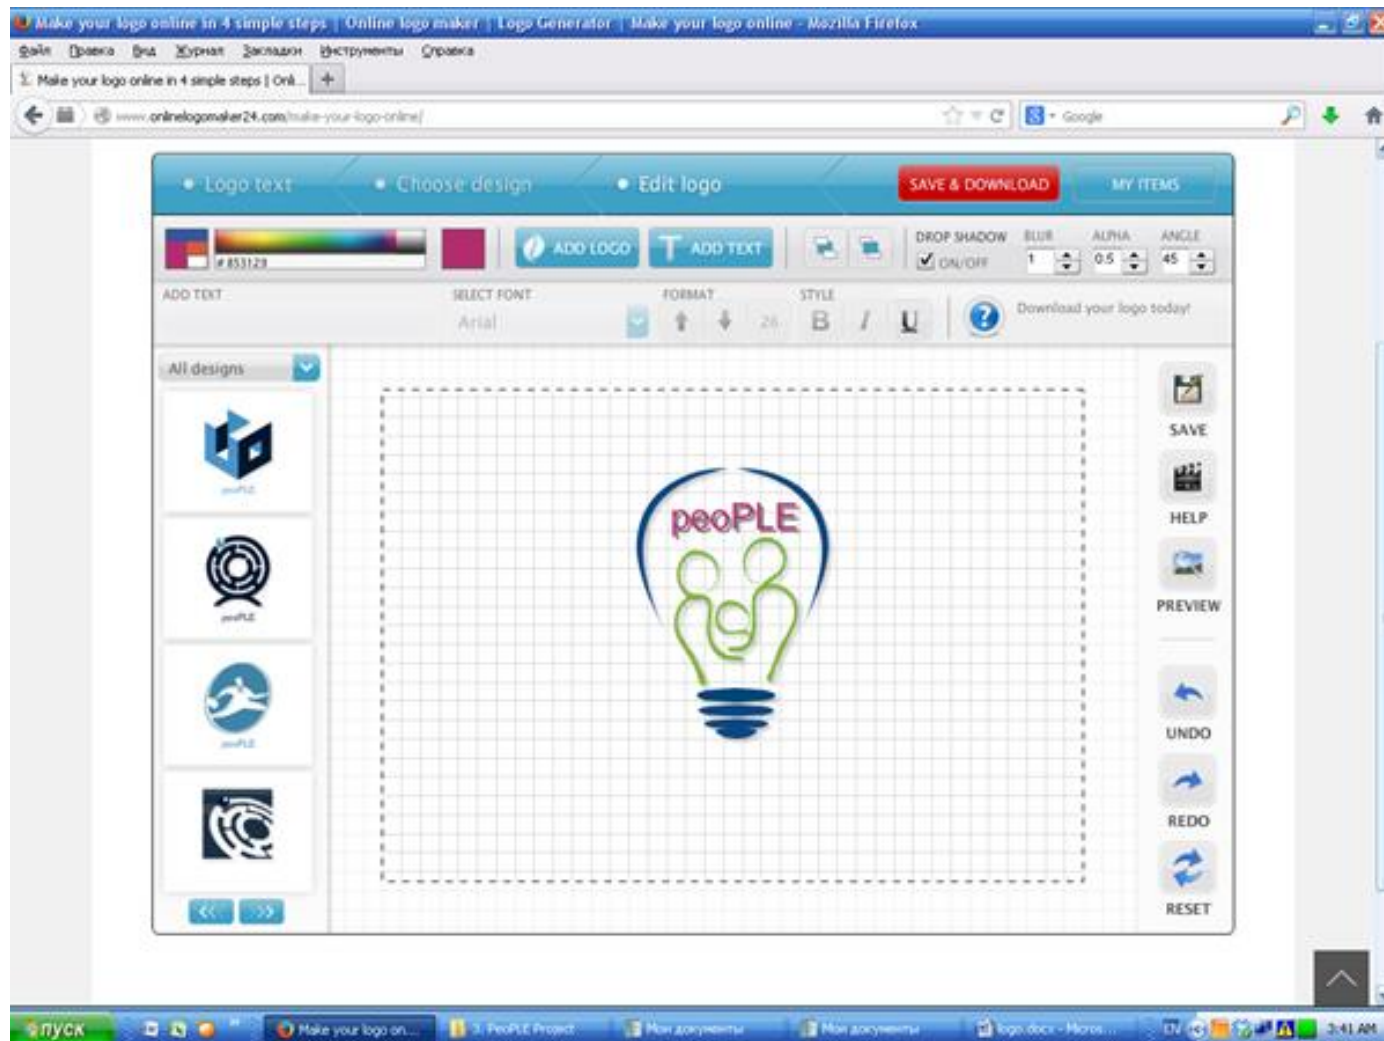 Make your logo online in 4 simple steps | Online logo maker | Logo Generator | Make your logo online - Mozilla Firefox
Файл Правка Вид Журнал Закладки Инструменты Справка
Make your logo online in 4 simple steps | Onli... +
www.onlinelogomaker24.com/make-your-logo-online/ Google
Logo text Choose design Edit logo SAVE & DOWNLOAD MY ITEMS
ADD LOGO ADD TEXT DROP SHADOW BLUR ALPHA ANGLE
ON/OFF 1 0.5 45
ADD TEXT SELECT FONT FORMAT STYLE
Arial 26 B I U ? Download your logo today!
All designs
peoPLE
peoPLE
peoPLE
peoPLE
<< >>
SAVE
HELP
PREVIEW
UNDO
REDO
RESET
пуск Make your logo on... 3. PeoPLE Project Мои документы Мои документы logo.docx - Micros... EN 3:41 AM